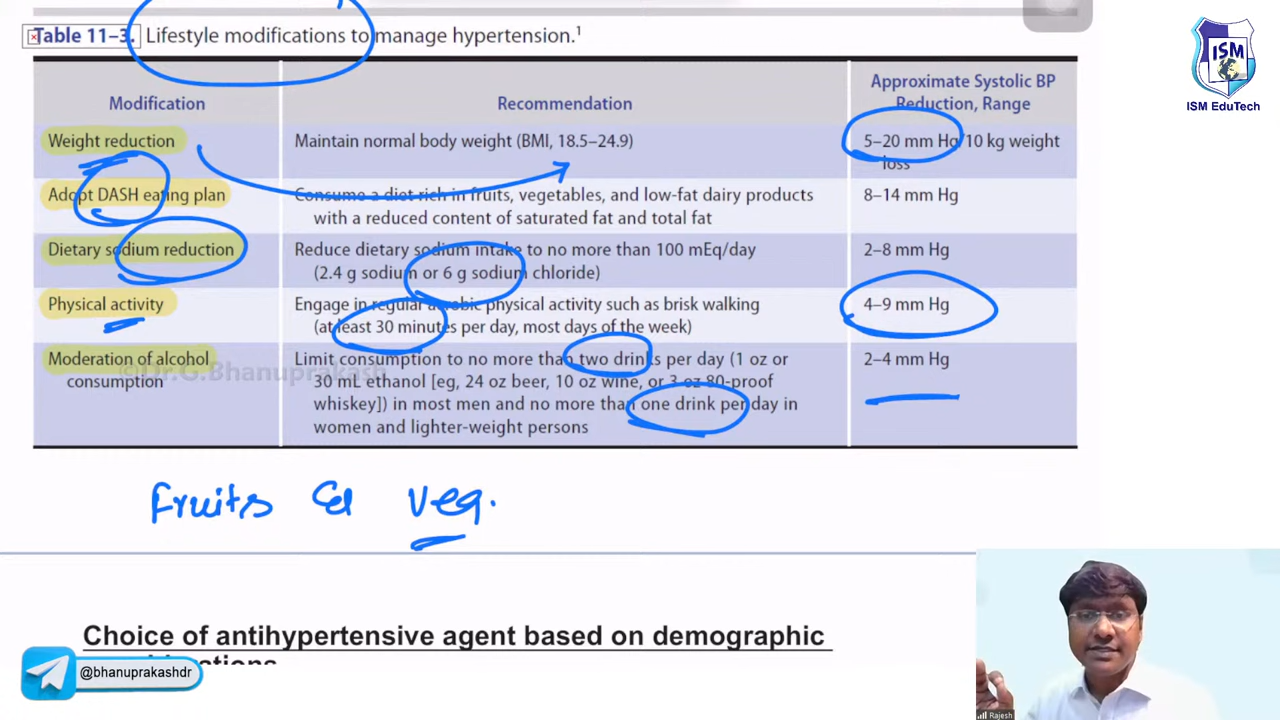 ISM
ISM EduTech
Table 11–3. Lifestyle modifications to manage hypertension.¹
Modification
Recommendation
Approximate Systolic BP
Reduction, Range
Weight reduction
Maintain normal body weight (BMI, 18.5–24.9)
5–20 mm Hg/10 kg weight
loss
Adopt DASH eating plan
Consume a diet rich in fruits, vegetables, and low-fat dairy products
with a reduced content of saturated fat and total fat
8–14 mm Hg
Dietary sodium reduction
Reduce dietary sodium intake to no more than 100 mEq/day
(2.4 g sodium or 6 g sodium chloride)
2–8 mm Hg
Physical activity
Engage in regular aerobic physical activity such as brisk walking
(at least 30 minutes per day, most days of the week)
4–9 mm Hg
Moderation of alcohol
consumption
Limit consumption to no more than two drinks per day (1 oz or
30 mL ethanol [eg, 24 oz beer, 10 oz wine, or 3 oz 80-proof
whiskey]) in most men and no more than one drink per day in
women and lighter-weight persons
2–4 mm Hg
©Dr.G.Bhanuprakash
Fruits & Veg.
Choice of antihypertensive agent based on demographic
@bhanuprakashdr
Rajesh